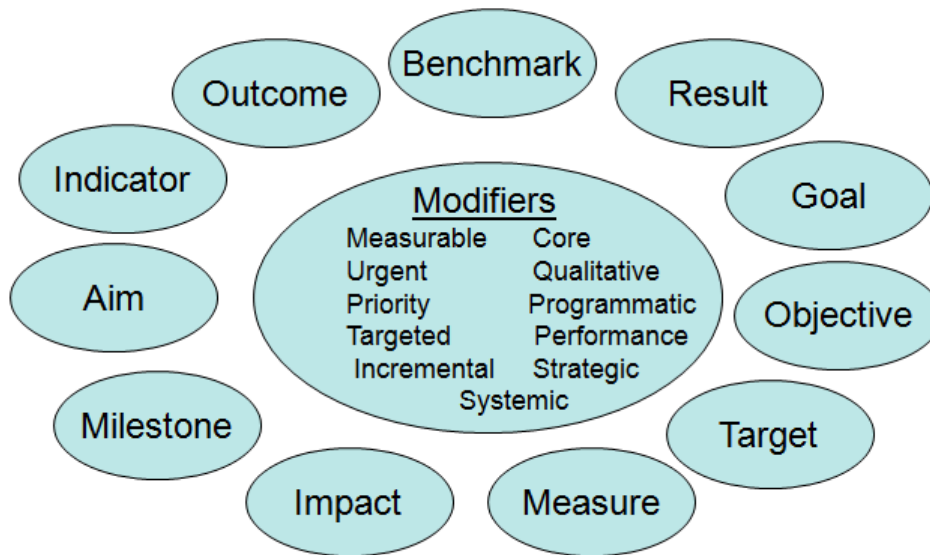 Benchmark
Outcome
Result
Indicator
Goal
Modifiers
Measurable Core
Urgent Qualitative
Priority Programmatic
Targeted Performance
Incremental Strategic
Systemic
Aim
Objective
Milestone
Target
Impact
Measure